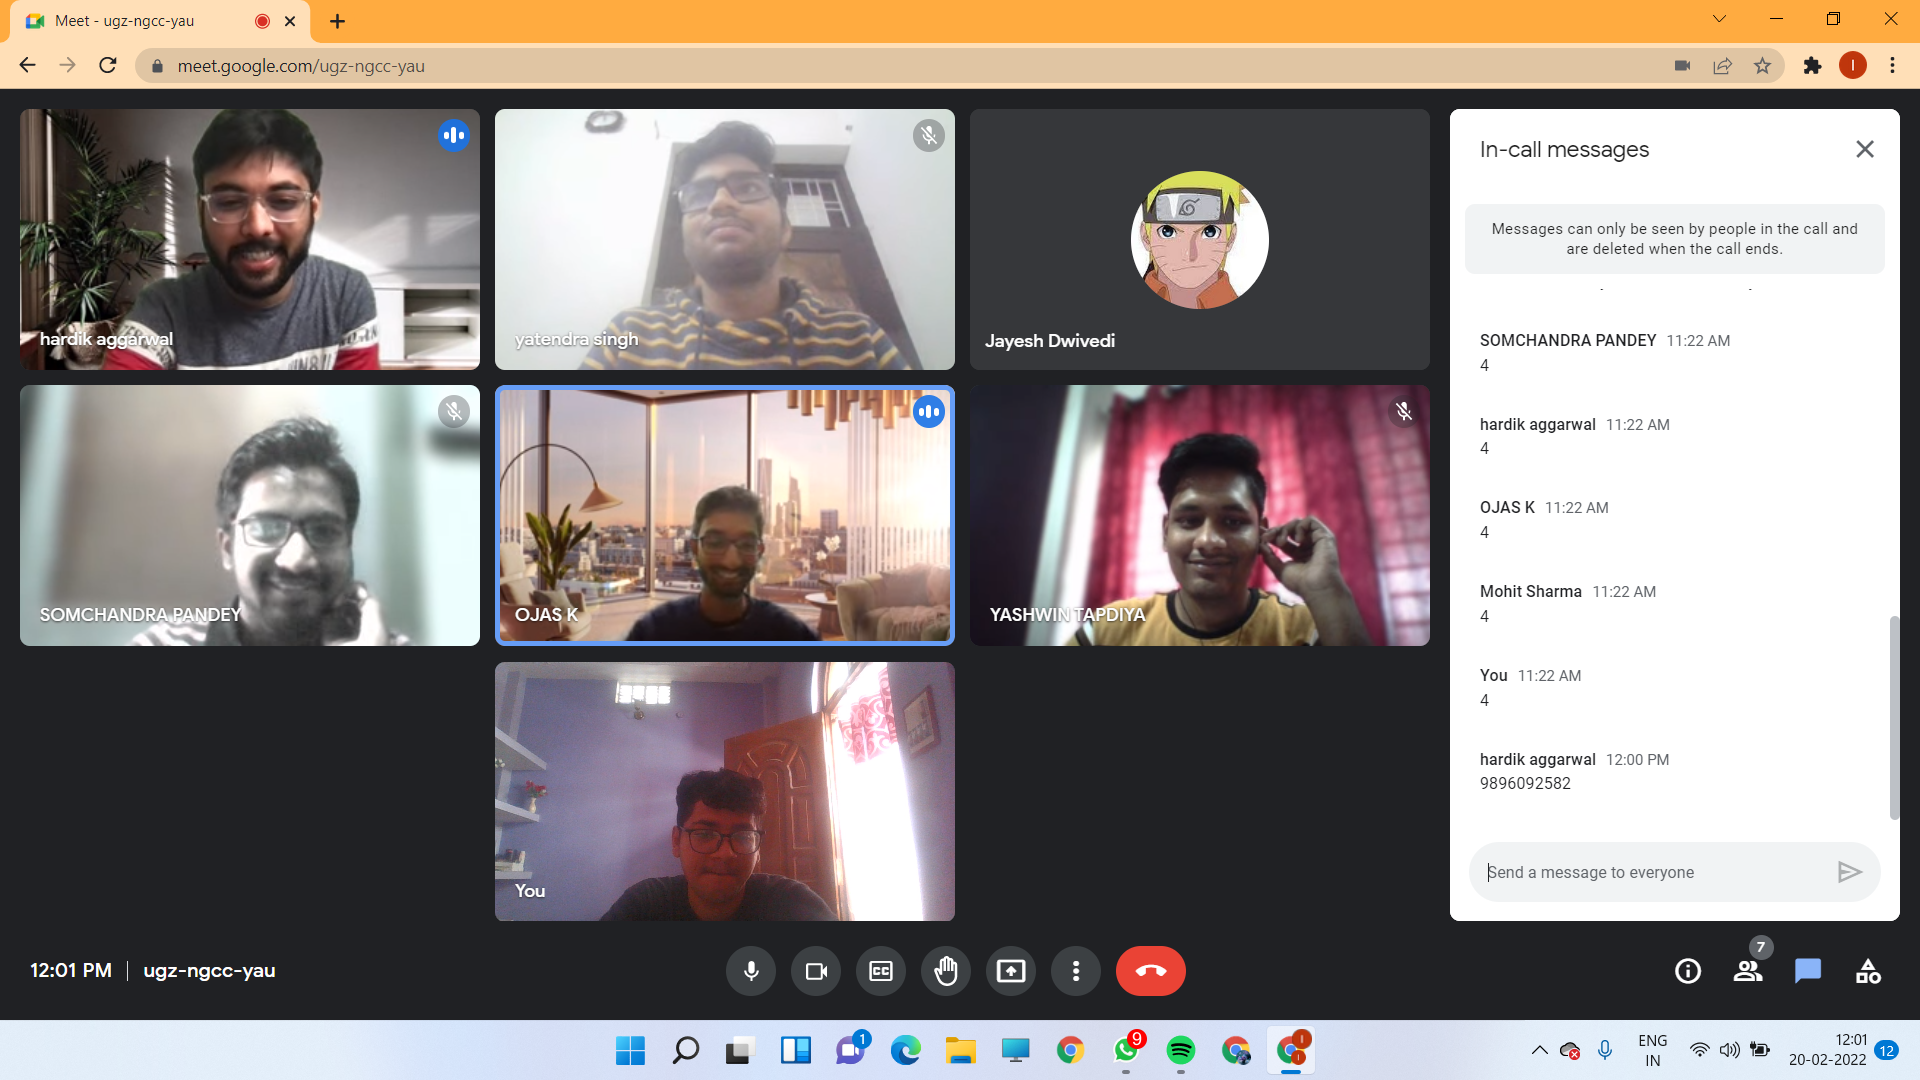 Meet - ugz-ngcc-yau
meet.google.com/ugz-ngcc-yau
I
hardik aggarwal
yatendra singh
Jayesh Dwivedi
SOMCHANDRA PANDEY
OJAS K
YASHWIN TAPDIYA
You
In-call messages
Messages can only be seen by people in the call and
are deleted when the call ends.
SOMCHANDRA PANDEY 11:22 AM
4
hardik aggarwal 11:22 AM
4
OJAS K 11:22 AM
4
Mohit Sharma 11:22 AM
4
You 11:22 AM
4
hardik aggarwal 12:00 PM
9896092582
Send a message to everyone
12:01 PM | ugz-ngcc-yau
CC
7
1
9
ENG
IN
12:01
20-02-2022
12